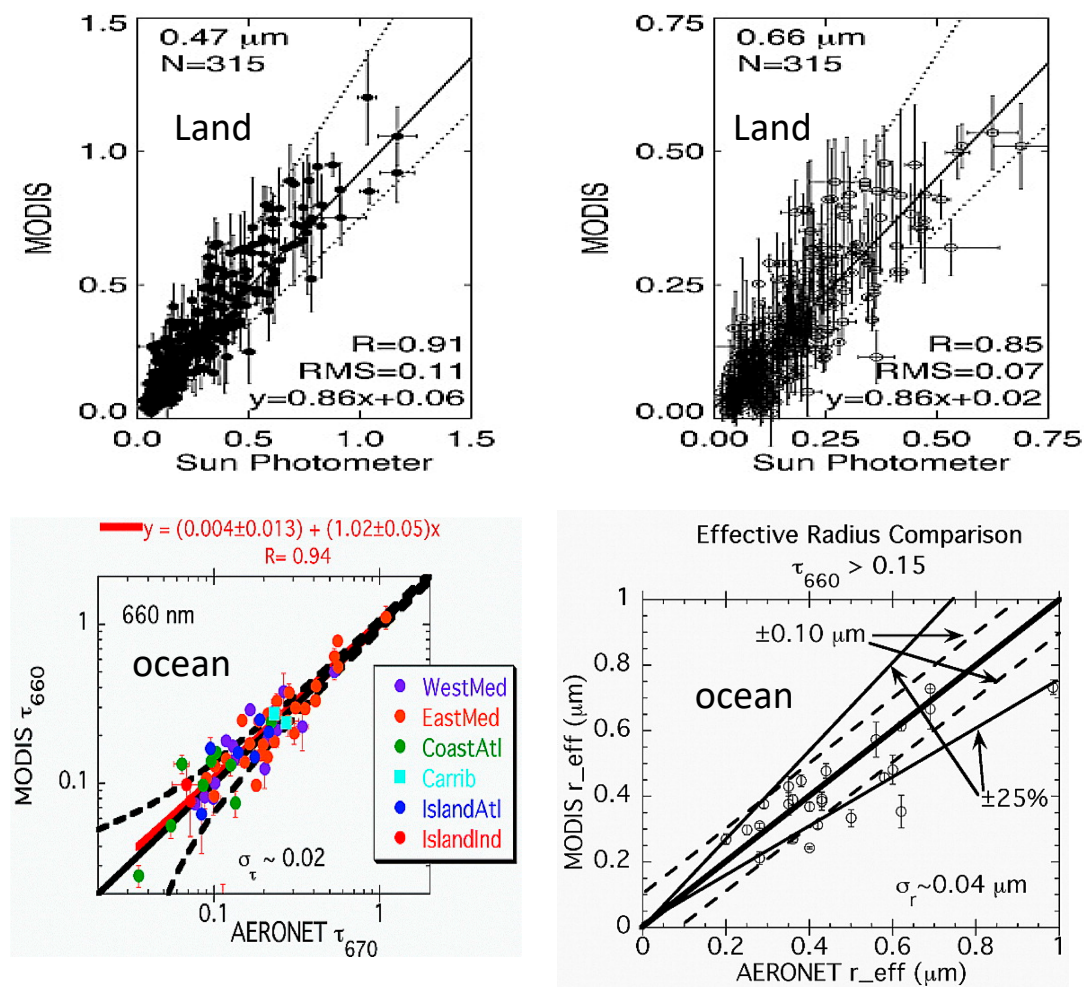 1.5
0.47 μm
N=315
Land
1.0
MODIS
0.5
R=0.91
RMS=0.11
y=0.86x+0.06
0.0
0.0 0.5 1.0 1.5
Sun Photometer
0.75
0.66 μm
N=315
Land
0.50
MODIS
0.25
R=0.85
RMS=0.07
y=0.86x+0.02
0.00
0.00 0.25 0.50 0.75
Sun Photometer
y = (0.004±0.013) + (1.02±0.05)x
R= 0.94
1
660 nm
ocean
MODIS τ660
WestMed
EastMed
CoastAtl
Carrib
IslandAtl
IslandInd
0.1
στ ~ 0.02
0.1 1
AERONET τ670
Effective Radius Comparison
τ660 > 0.15
1
±0.10 μm
0.8
ocean
0.6
MODIS r_eff (μm)
±25%
0.4
0.2
σr~0.04 μm
0
0 0.2 0.4 0.6 0.8 1
AERONET r_eff (μm)